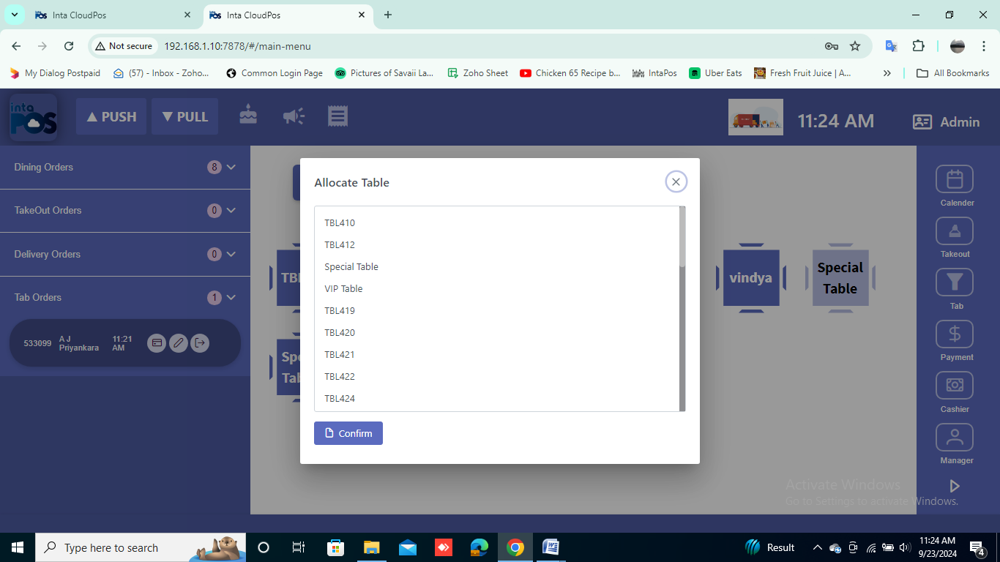 Inta CloudPos
Inta CloudPos
Not secure
192.168.1.10:7878/#/main-menu
My Dialog Postpaid
(57) - Inbox - Zoho...
Common Login Page
Pictures of Savaii La...
Zoho Sheet
Chicken 65 Recipe b...
IntaPos
Uber Eats
Fresh Fruit Juice | A...
All Bookmarks
inta
POS
PUSH
PULL
11:24 AM
Admin
Dining Orders
8
TakeOut Orders
0
Delivery Orders
0
Tab Orders
1
533099
A J
Priyankara
11:21
AM
Allocate Table
TBL410
TBL412
Special Table
VIP Table
TBL419
TBL420
TBL421
TBL422
TBL424
Confirm
vindya
Special
Table
Calender
Takeout
Tab
Payment
Cashier
Manager
Activate Windows
Go to Settings to activate Windows.
Type here to search
Result
11:24 AM
9/23/2024
4